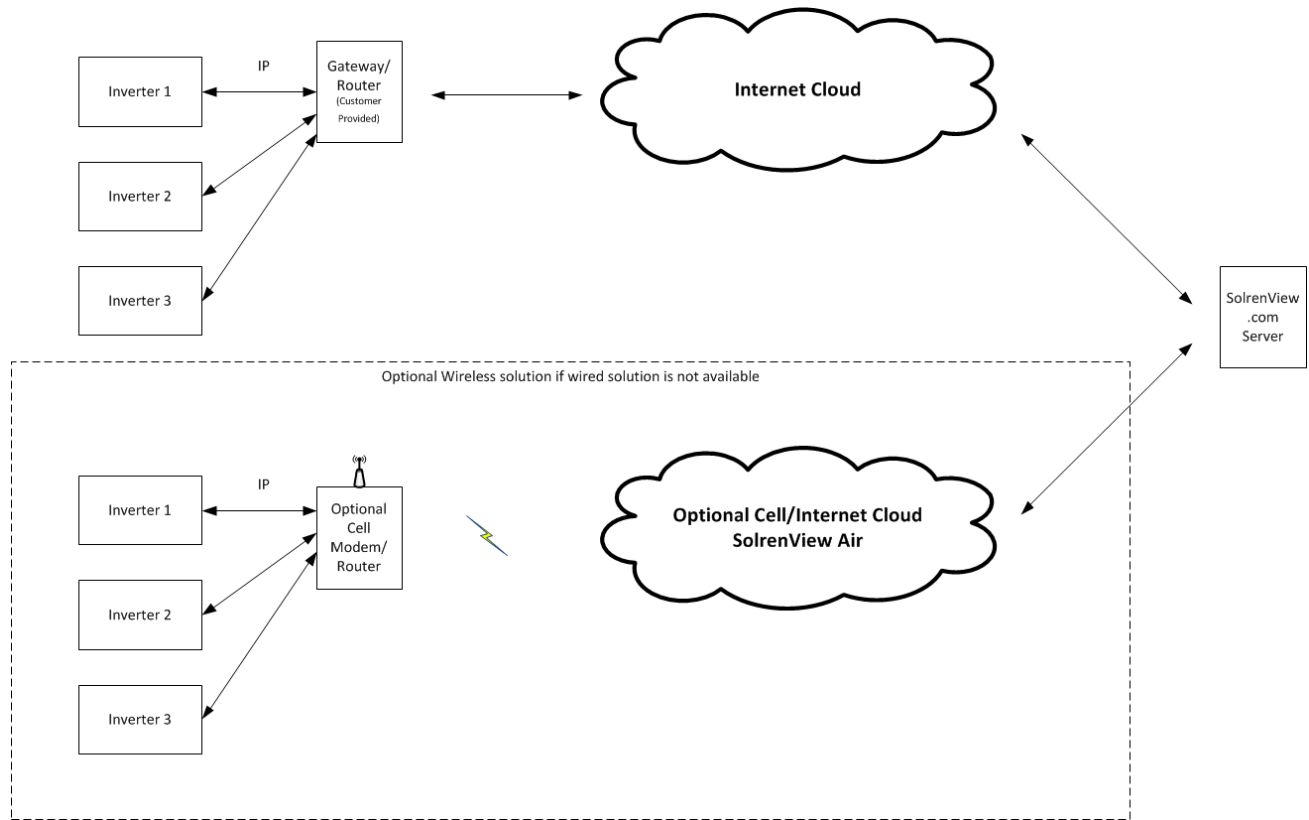 IP
Inverter 1
Gateway/
Router
(Customer
Provided)
Internet Cloud
Inverter 2
Inverter 3
SolrenView
.com
Server
Optional Wireless solution if wired solution is not available
IP
Inverter 1
Optional
Cell
Modem/
Router
Optional Cell/Internet Cloud
SolrenView Air
Inverter 2
Inverter 3